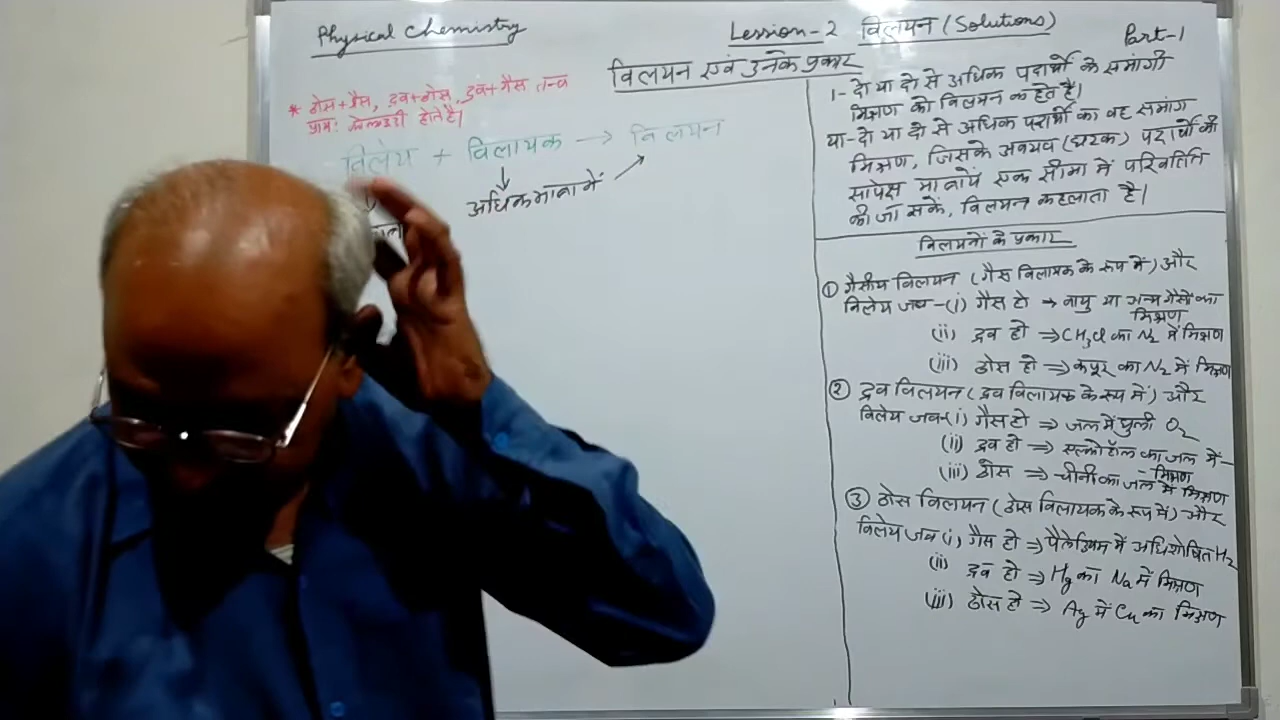 Physical Chemistry
Lession-2 विलयन (Solutions)
Part-1
विलयन एवं उनके प्रकार
* ठोस+गैस, द्रव+ठोस, द्रव+गैस
प्रायः होते है।
विलेय + विलायक → विलयन
अधिक मात्रा में
1- दो या दो से अधिक पदार्थो के समांगी
मिश्रण को विलयन कहते है।
या-दो या दो से अधिक पदार्थो का वह समांग
मिश्रण, जिसके अवयव (घटक) पदार्थो की
सापेक्ष मात्रायें एक सीमा में परिवर्तित
की जा सकें, विलयन कहलाता है।
विलयनों के प्रकार
① गैसीय विलयन (गैस विलायक के रूप में) और
विलेय जब-(i) गैस हो → वायु या अन्य गैसों का
मिश्रण
(ii) द्रव हो ⇒ CH3Cl का N2 में मिश्रण
(iii) ठोस हो ⇒ कपूर का N2 में मिश्रण
② द्रव विलयन (द्रव विलायक के रूप में) और
विलेय जब-(i) गैस हो ⇒ जल में घुली O2
(ii) द्रव हो ⇒ एल्कोहॉल का जल में-
-मिश्रण
(iii) ठोस ⇒ चीनी का जल में मिश्रण
③ ठोस विलयन (ठोस विलायक के रूप में) और
विलेय जब (i) गैस हो ⇒ पैलेडियम में अधिशोषित H2
(ii) द्रव हो ⇒ Hg का Na में मिश्रण
(iii) ठोस हो ⇒ Ag में Cu का मिश्रण